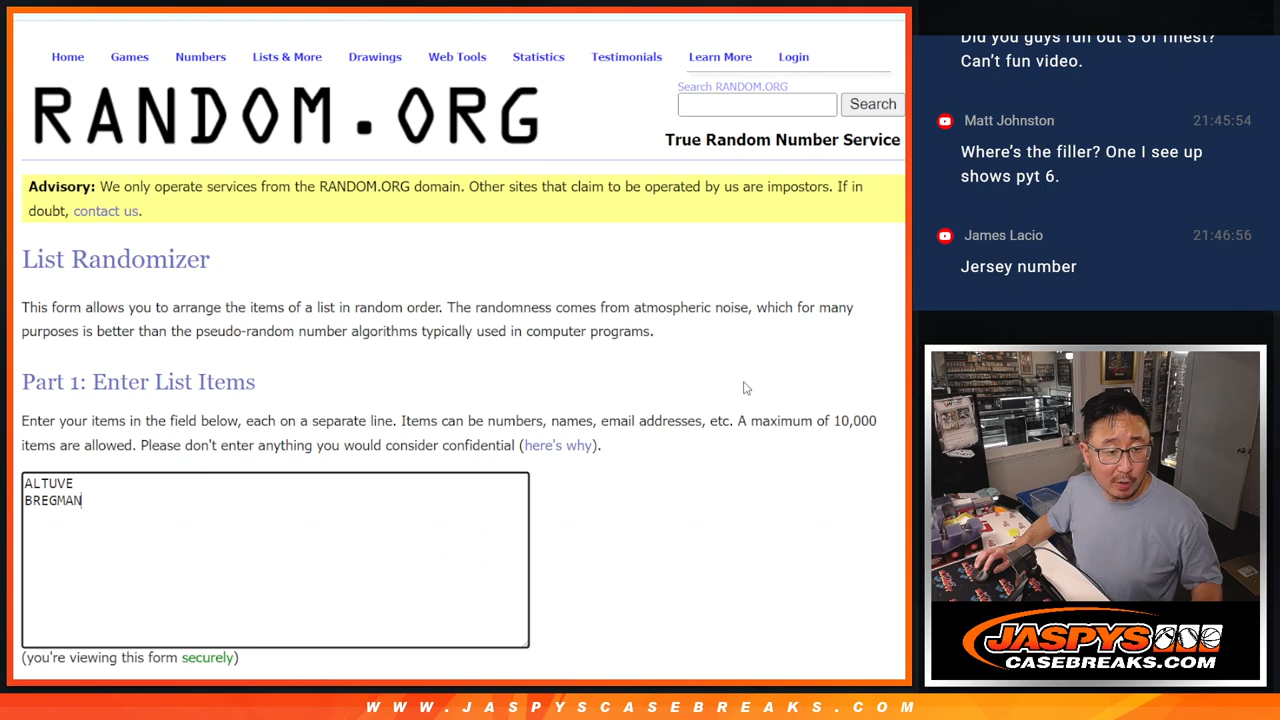 Home Games Numbers Lists & More Drawings Web Tools Statistics Testimonials Learn More Login
RANDOM.ORG
Search RANDOM.ORG
Search
True Random Number Service
Advisory: We only operate services from the RANDOM.ORG domain. Other sites that claim to be operated by us are impostors. If in
doubt, contact us.
List Randomizer
This form allows you to arrange the items of a list in random order. The randomness comes from atmospheric noise, which for many
purposes is better than the pseudo-random number algorithms typically used in computer programs.
Part 1: Enter List Items
Enter your items in the field below, each on a separate line. Items can be numbers, names, email addresses, etc. A maximum of 10,000
items are allowed. Please don't enter anything you would consider confidential (here's why).
ALTUVE
BREGMAN
(you're viewing this form securely)
Did you guys run out 5 of finest?
Can't fun video.
Matt Johnston 21:45:54
Where's the filler? One I see up
shows pyt 6.
James Lacio 21:46:56
Jersey number
JASPYS
CASEBREAKS.COM
WWW.JASPYSCASEBREAKS.COM